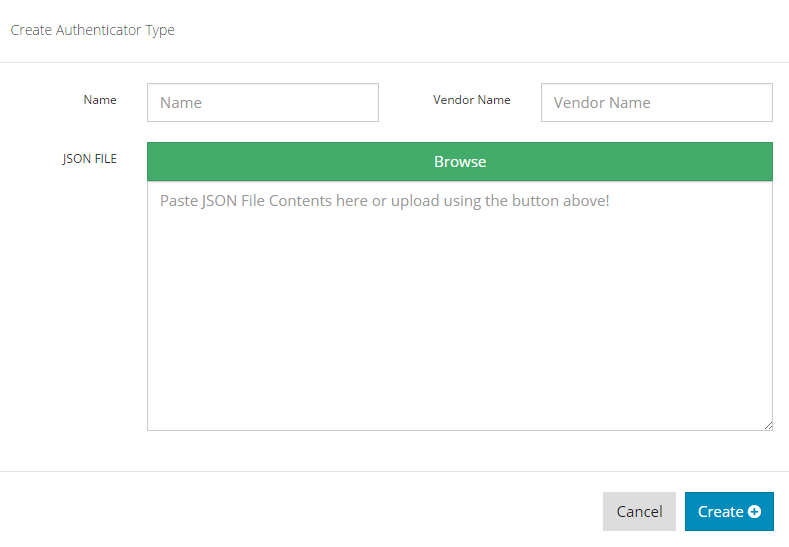 Create Authenticator Type
Name
Name
Vendor Name
Vendor Name
JSON FILE
Browse
Paste JSON File Contents here or upload using the button above!
Cancel
Create